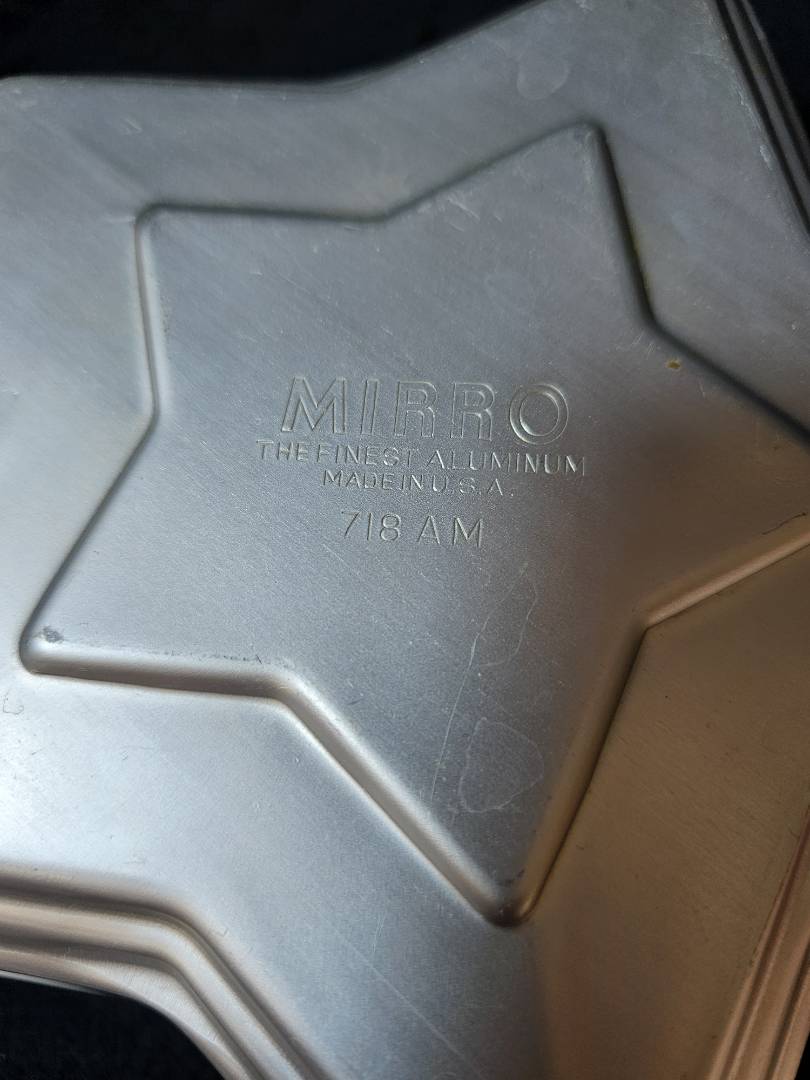 MIRRO
THE FINEST ALUMINUM
MADE IN U.S.A.
718 AM